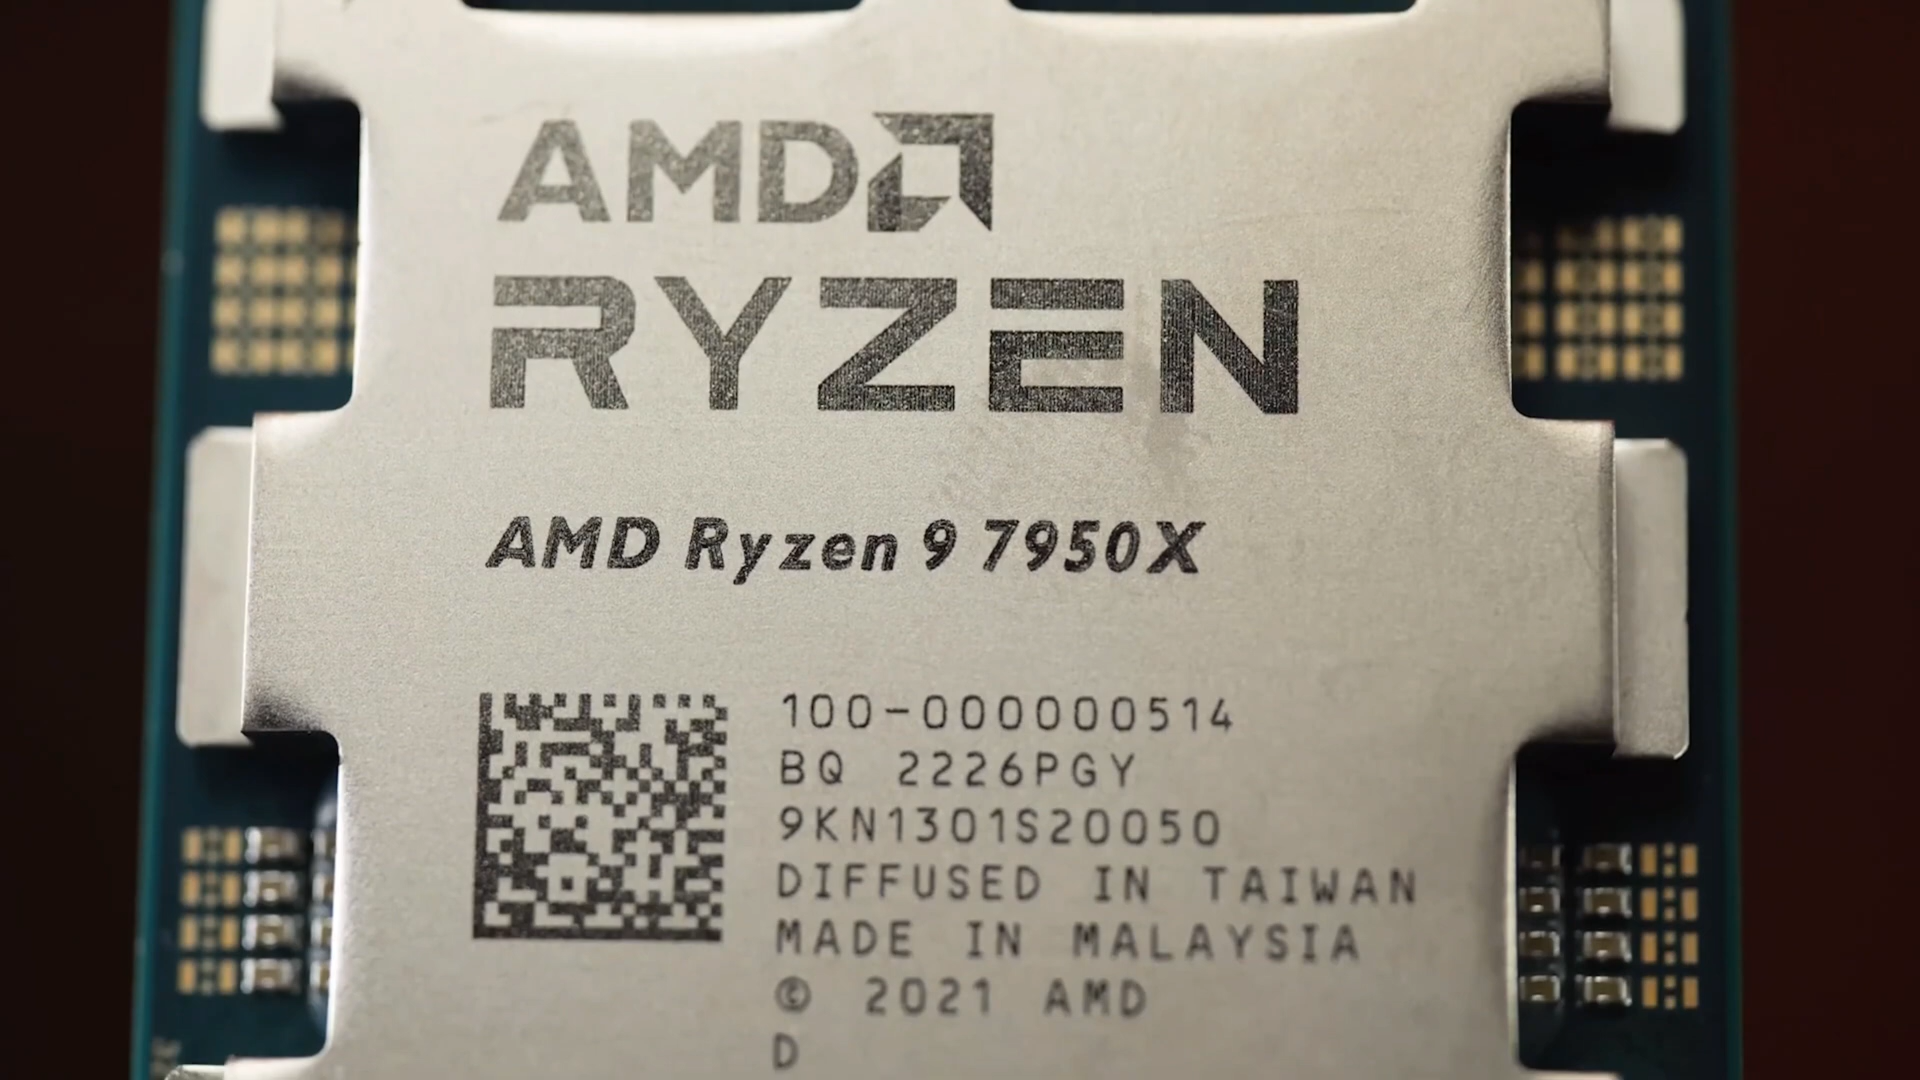 AMD
RYZEN
AMD Ryzen 9 7950X
100-000000514
BQ 2226PGY
9KN1301S20050
DIFFUSED IN TAIWAN
MADE IN MALAYSIA
© 2021 AMD
D